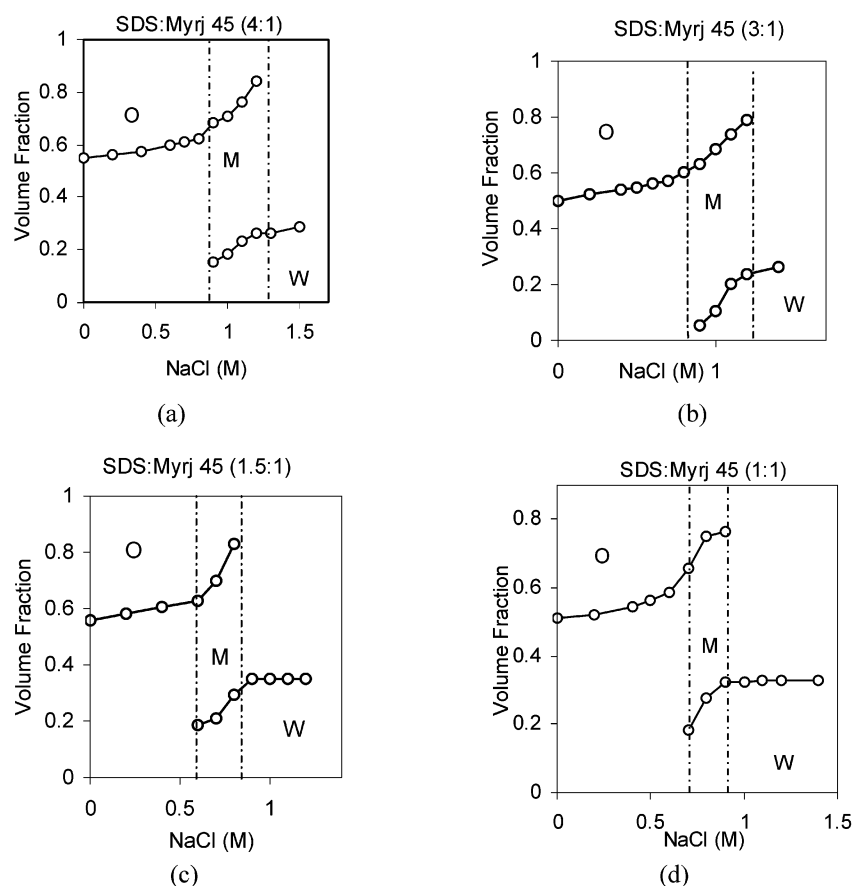 SDS:Myrj 45 (4:1)
Volume Fraction
1
0.8
0.6
0.4
0.2
0
O
M
W
0
0.5
1
1.5
NaCl (M)
(a)
SDS:Myrj 45 (3:1)
Volume Fraction
1
0.8
0.6
0.4
0.2
0
O
M
W
0
NaCl (M) 1
(b)
SDS:Myrj 45 (1.5:1)
Volume Fraction
1
0.8
0.6
0.4
0.2
0
O
M
W
0
0.5
1
NaCl (M)
(c)
SDS:Myrj 45 (1:1)
Volume Fraction
0.8
0.6
0.4
0.2
0
O
M
W
0
0.5
1
1.5
NaCl (M)
(d)